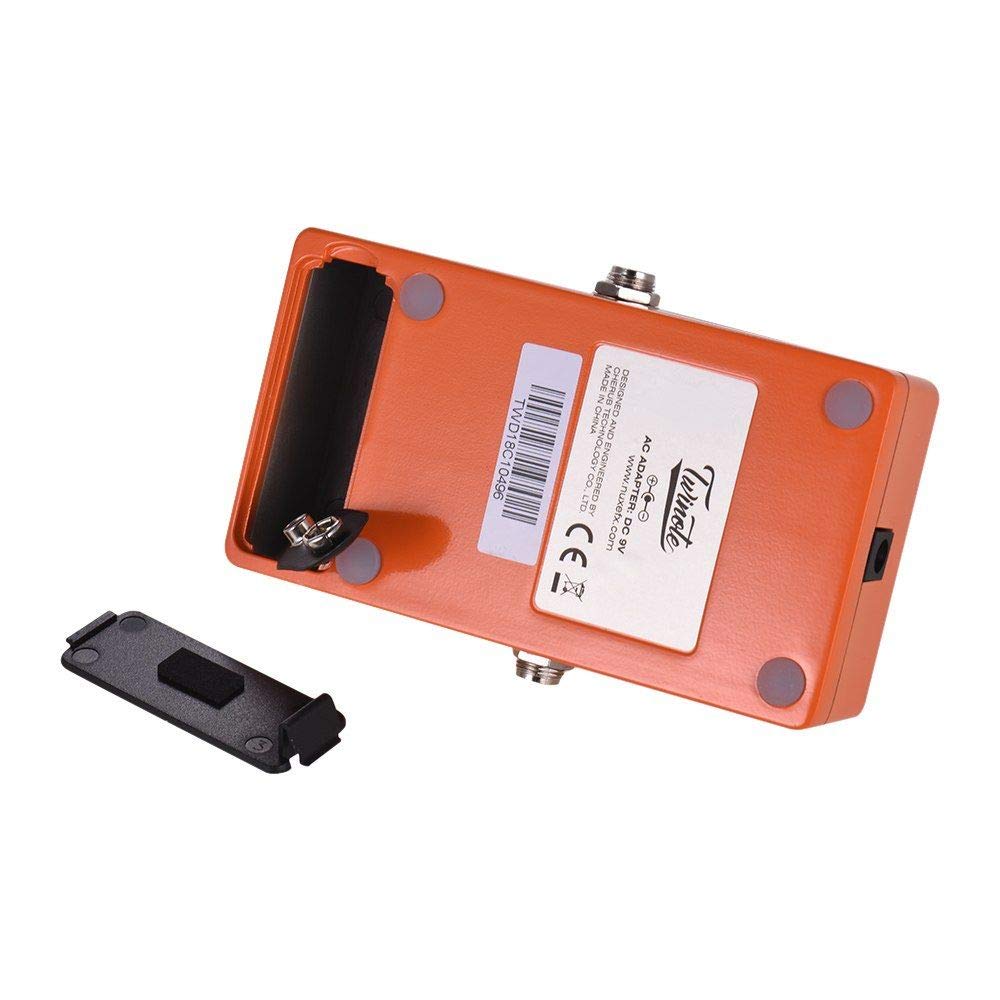 Twinote
AC ADAPTER: DC 9V
www.nuxefx.com
DESIGNED AND ENGINEERED BY
CHERUB TECHNOLOGY CO., LTD.
MADE IN CHINA
CE
TWD18C10496
3